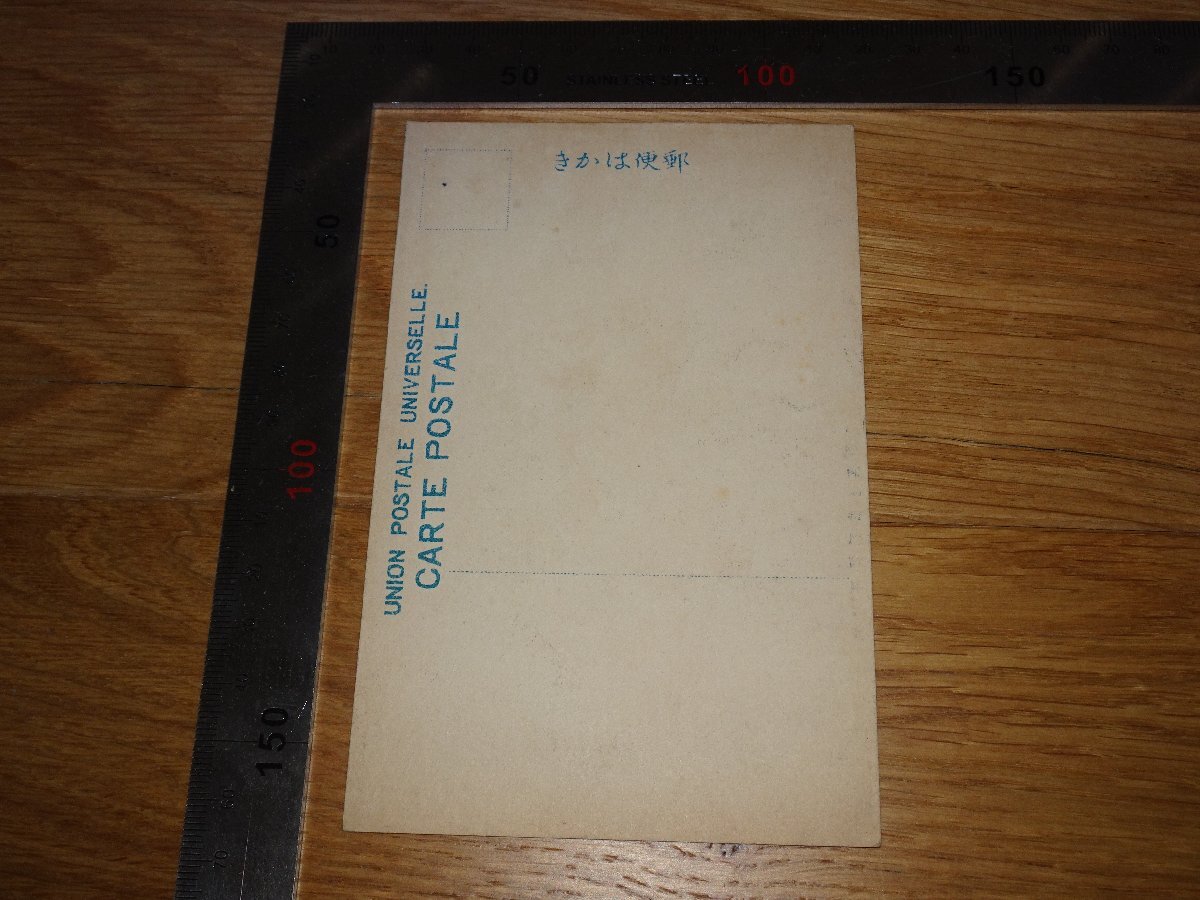 50 STAINLESS STEEL 100 150
50
100
150
きかは便郵
UNION POSTALE UNIVERSELLE.
CARTE POSTALE